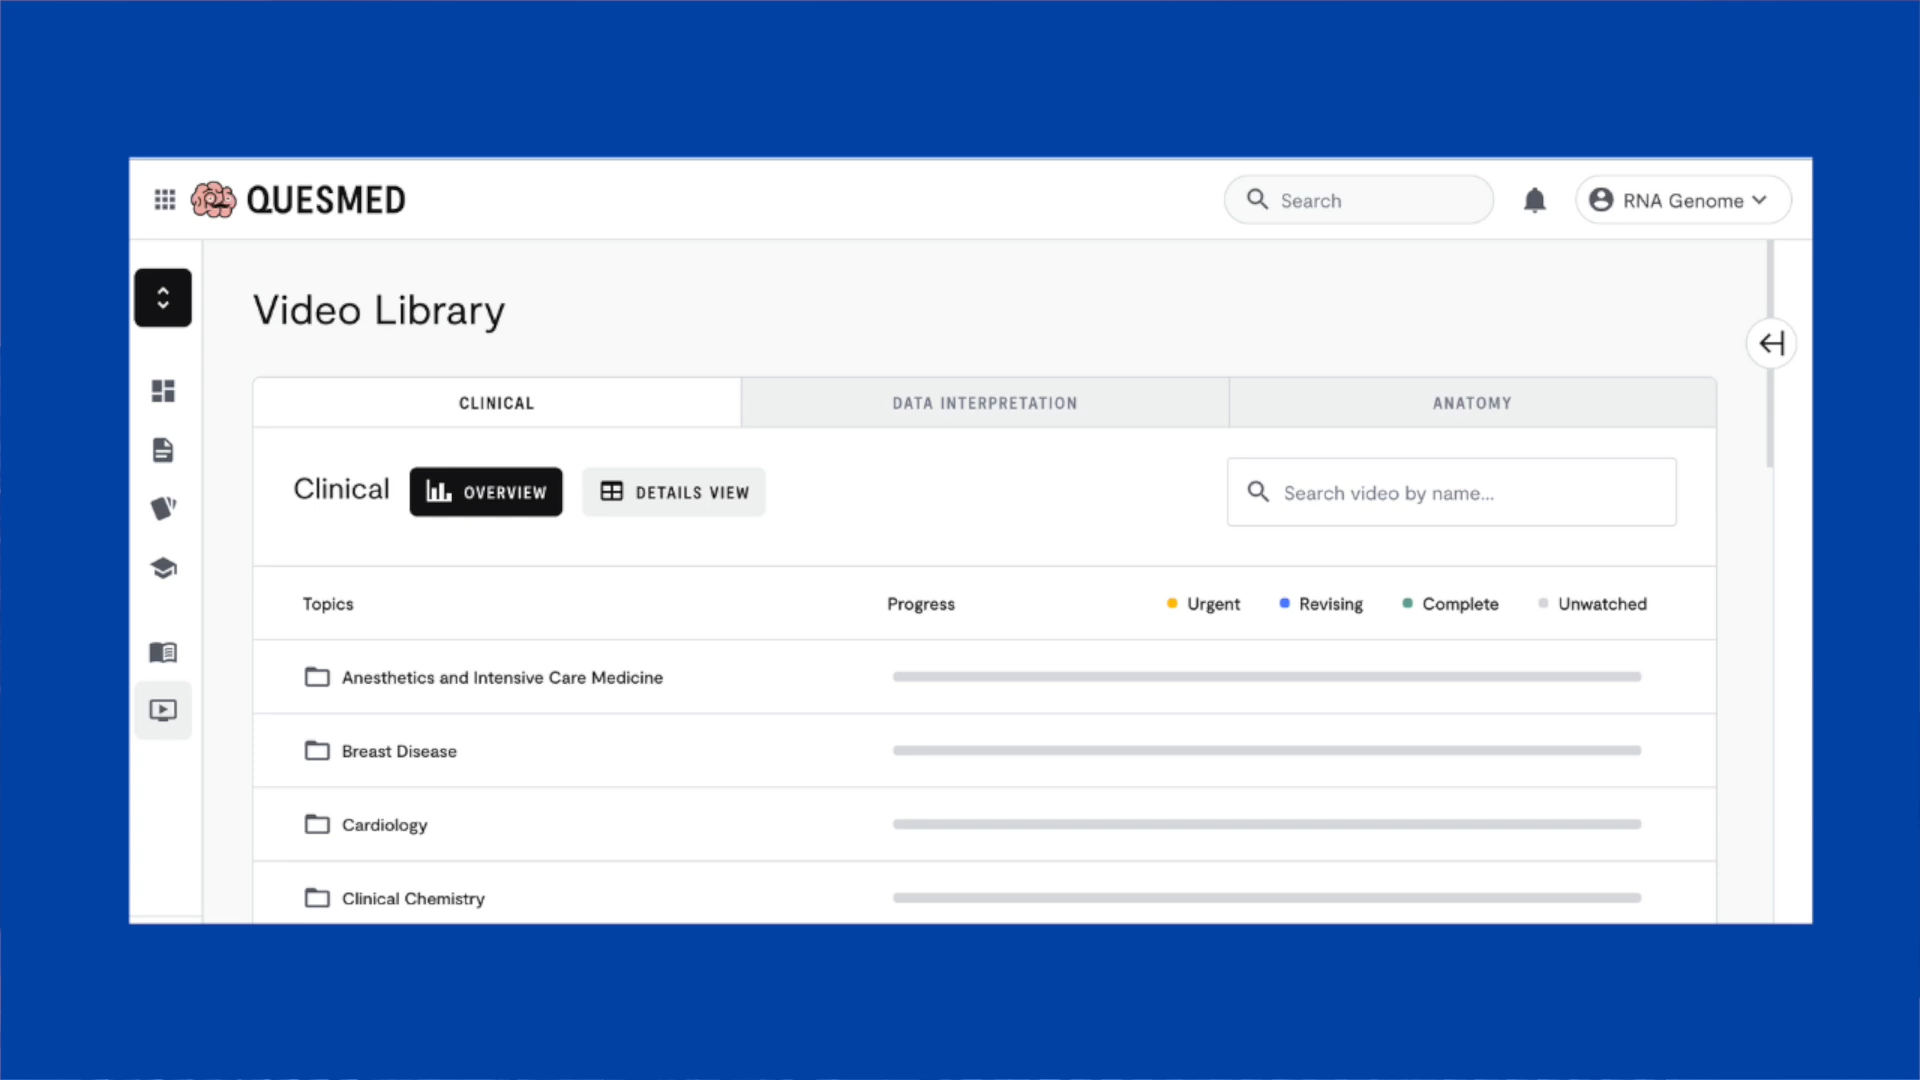 QUESMED
Search
RNA Genome
Video Library
CLINICAL
DATA INTERPRETATION
ANATOMY
Clinical
OVERVIEW
DETAILS VIEW
Search video by name...
Topics
Progress
Urgent
Revising
Complete
Unwatched
Anesthetics and Intensive Care Medicine
Breast Disease
Cardiology
Clinical Chemistry